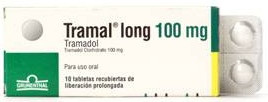 Tramal® long 100 mg
Tramadol
Tramadol Clorhidrato 100 mg
Para uso oral
GRÜNENTHAL
10 tabletas recubiertas de
liberación prolongada